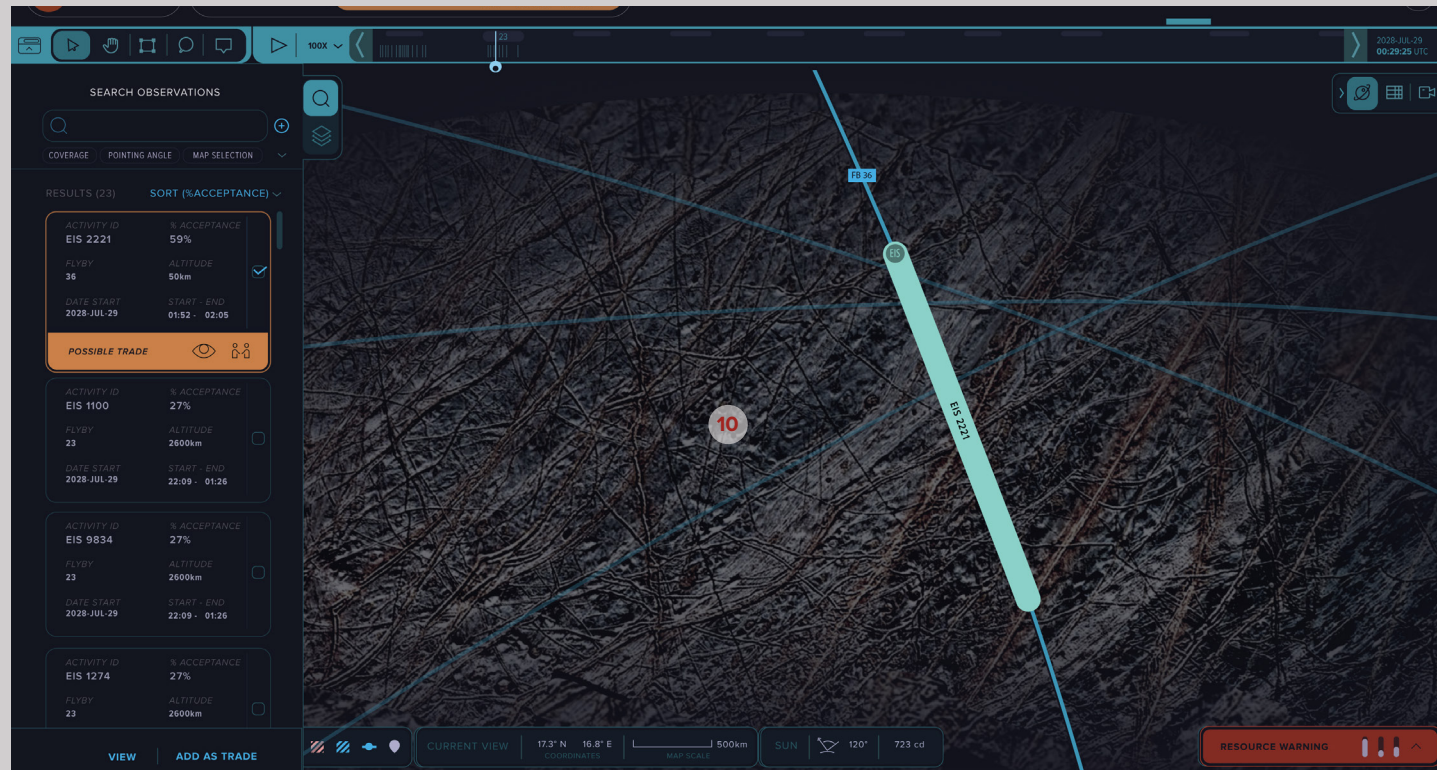 100X
23
2028-JUL-29
00:29:25 UTC
SEARCH OBSERVATIONS
COVERAGE
POINTING ANGLE
MAP SELECTION
RESULTS (23)
SORT (%ACCEPTANCE)
ACTIVITY ID
% ACCEPTANCE
EIS 2221
59%
FLYBY
ALTITUDE
36
50km
DATE START
START - END
2028-JUL-29
01:52 - 02:05
POSSIBLE TRADE
ACTIVITY ID
% ACCEPTANCE
EIS 1100
27%
FLYBY
ALTITUDE
23
2600km
DATE START
START - END
2028-JUL-29
22:09 - 01:26
ACTIVITY ID
% ACCEPTANCE
EIS 9834
27%
FLYBY
ALTITUDE
23
2600km
DATE START
START - END
2028-JUL-29
22:09 - 01:26
ACTIVITY ID
% ACCEPTANCE
EIS 1274
27%
FLYBY
ALTITUDE
23
2600km
VIEW
ADD AS TRADE
FB 36
EIS
EIS 2221
10
CURRENT VIEW
17.3° N 16.8° E
COORDINATES
500km
MAP SCALE
SUN
120°
723 cd
RESOURCE WARNING